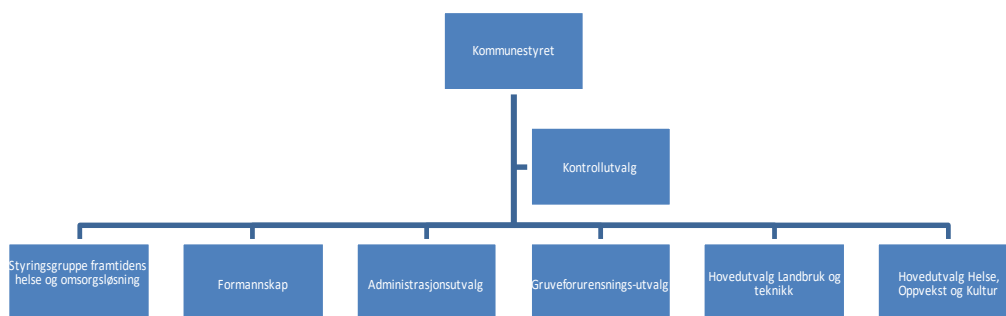 Kommunestyret
Kontrollutvalg
Styringsgruppe framtidens
helse og omsorgsløsning
Formannskap
Administrasjonsutvalg
Gruveforurensnings-utvalg
Hovedutvalg Landbruk og
teknikk
Hovedutvalg Helse,
Oppvekst og Kultur